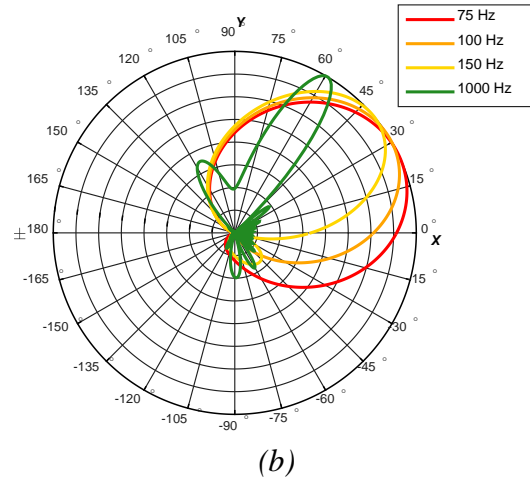 Y
90 °
105 °
75 °
120 °
60 °
135 °
45 °
150 °
30 °
165 °
15 °
± 180 °
0 °
X
-165 °
-15 °
-150 °
-30 °
-135 °
-45 °
-120 °
-60 °
-105 °
-75 °
-90 °
75 Hz
100 Hz
150 Hz
1000 Hz
(b)